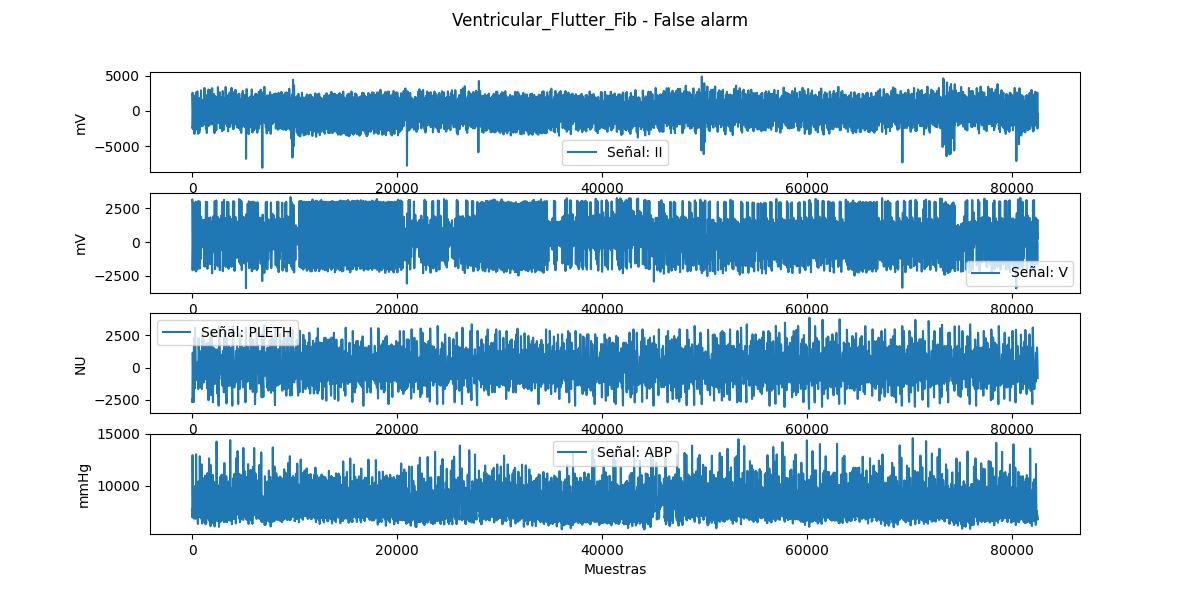 Ventricular_Flutter_Fib - False alarm
5000
0
−5000
mV
Señal: II
0 20000 40000 60000 80000
2500
0
−2500
mV
Señal: V
0 20000 40000 60000 80000
Señal: PLETH
2500
0
−2500
NU
0 20000 40000 60000 80000
15000
10000
mmHg
Señal: ABP
0 20000 40000 60000 80000
Muestras